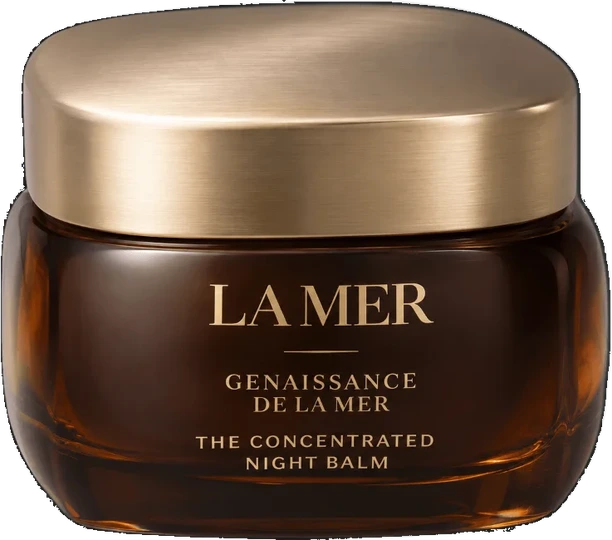 LA MER
GENAISSANCE
DE LA MER
THE CONCENTRATED
NIGHT BALM